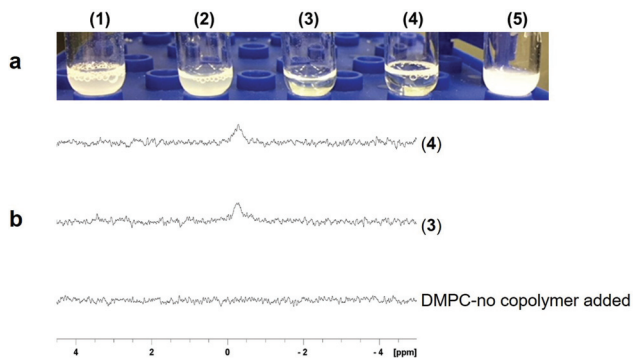 (1) (2) (3) (4) (5)
a
(4)
b
(3)
DMPC-no copolymer added
4 2 0 - 2 - 4 [ppm]